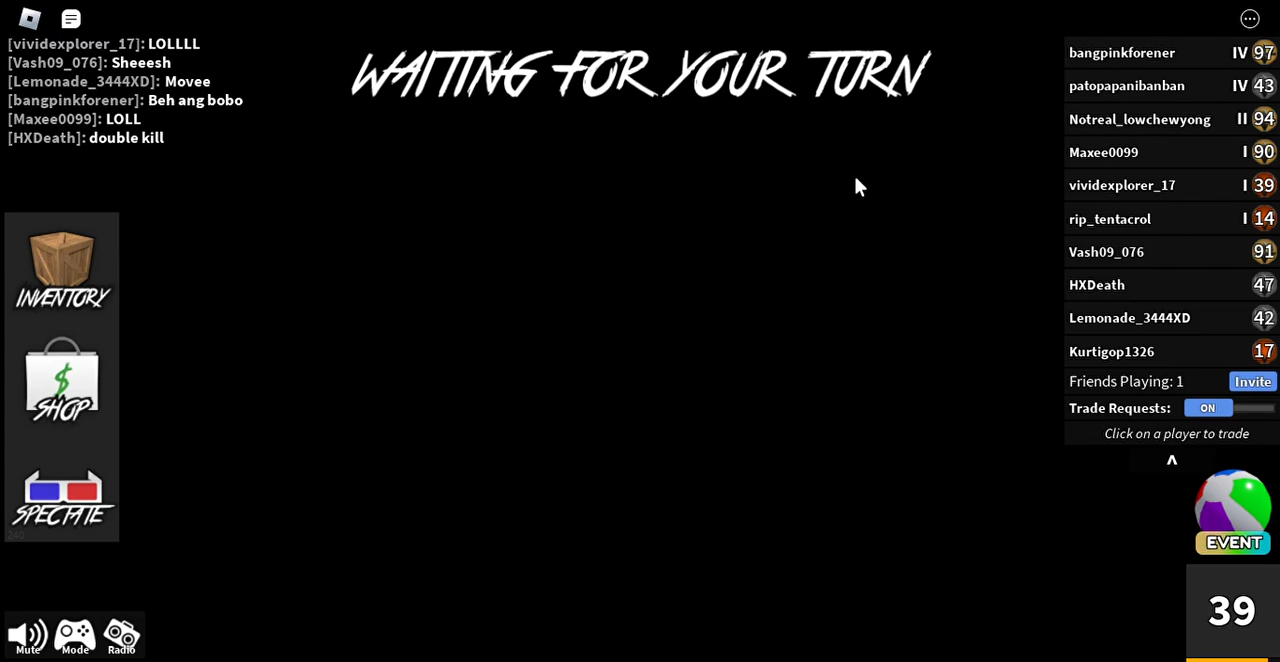 [vividexplorer_17]: LOLLLL
[Vash09_076]: Sheeesh
[Lemonade_3444XD]: Movee
[bangpinkforener]: Beh ang bobo
[Maxee0099]: LOLL
[HXDeath]: double kill
WAITING FOR YOUR TURN
INVENTORY
$
SHOP
SPECTATE
240
Mute
Mode
Radio
bangpinkforener IV 97
patopapanibanban IV 43
Notreal_lowchewyong II 94
Maxee0099 I 90
vividexplorer_17 I 39
rip_tentacrol I 14
Vash09_076 91
HXDeath 47
Lemonade_3444XD 42
Kurtigop1326 17
Friends Playing: 1 Invite
Trade Requests: ON
Click on a player to trade
EVENT
39